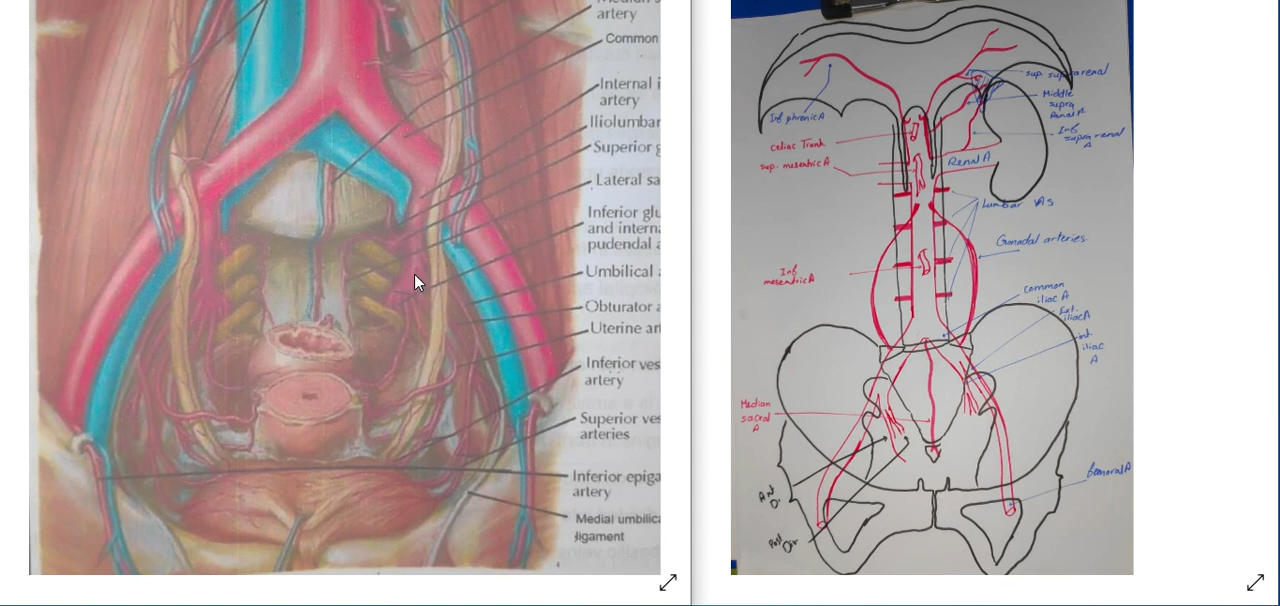 artery
Common
Internal i
artery
Iliolumbar
Superior g
Lateral sa
Inferior glu
and interna
pudendal a
Umbilical a
Obturator a
Uterine art
Inferior ves
artery
Superior ves
arteries
Inferior epiga
artery
Medial umbilica
ligament
Inf phrenic A
celiac Trunk
sup. mesentric A
Inf
mesentric A
Median
sacral
A
Ant
D.
Post
Div
sup suprarenal
Middle
supra
Renal A
Inf
suprarenal
A
Renal A
Lumbar
Gonadal arteries.
common
iliac A
Ext.
iliac A
int.
iliac
A
femoral A